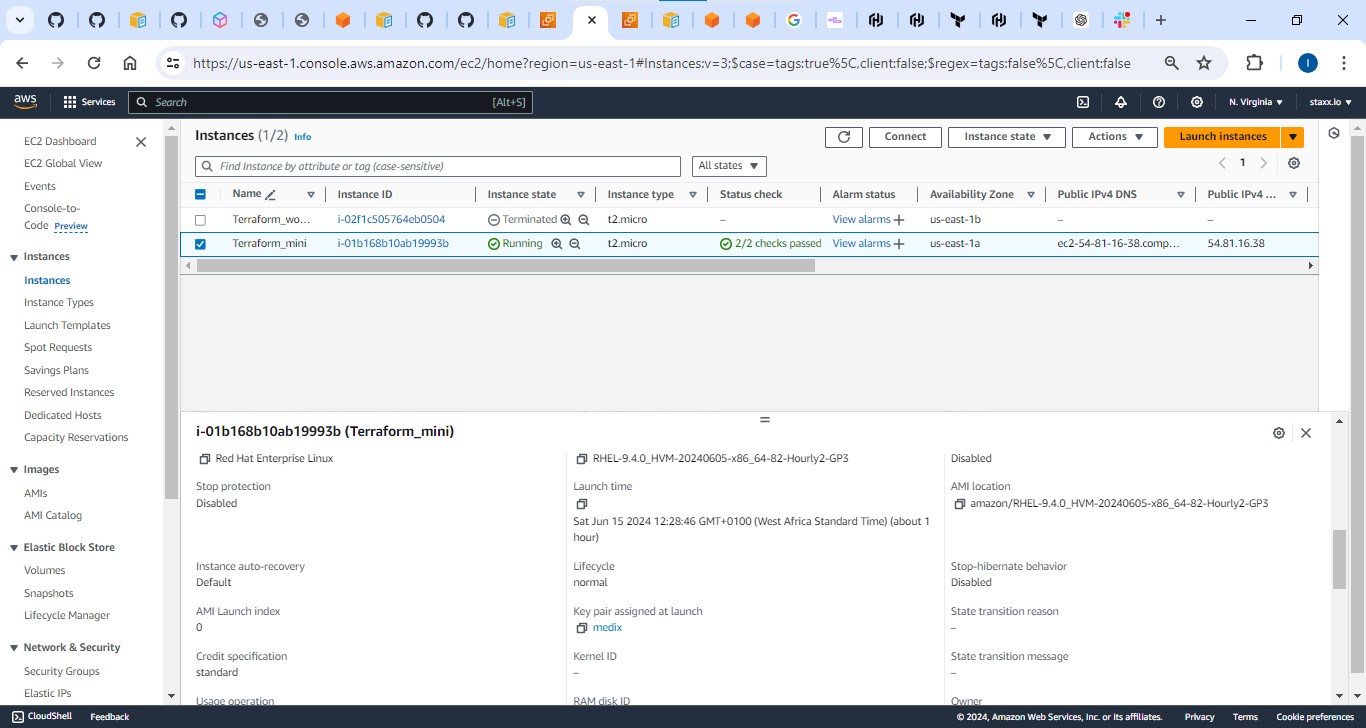 https://us-east-1.console.aws.amazon.com/ec2/home?region=us-east-1#Instances:v=3;$case=tags:true%5C,client:false;$regex=tags:false%5C,client:false
I
aws
Services
Search
[Alt+S]
N. Virginia
staxx.io
EC2 Dashboard
EC2 Global View
Events
Console-to-
Code Preview
Instances
Instances
Instance Types
Launch Templates
Spot Requests
Savings Plans
Reserved Instances
Dedicated Hosts
Capacity Reservations
Images
AMIs
AMI Catalog
Elastic Block Store
Volumes
Snapshots
Lifecycle Manager
Network & Security
Security Groups
Elastic IPs
Instances (1/2) Info
Connect
Instance state
Actions
Launch instances
Find Instance by attribute or tag (case-sensitive)
All states
1
Name Instance ID Instance state Instance type Status check Alarm status Availability Zone Public IPv4 DNS Public IPv4 ...
Terraform_wo... i-02f1c505764eb0504 Terminated t2.micro – View alarms us-east-1b – –
Terraform_mini i-01b168b10ab19993b Running t2.micro 2/2 checks passed View alarms us-east-1a ec2-54-81-16-38.comp... 54.81.16.38
i-01b168b10ab19993b (Terraform_mini)
Red Hat Enterprise Linux
RHEL-9.4.0_HVM-20240605-x86_64-82-Hourly2-GP3
Disabled
Stop protection
Disabled
Launch time
Sat Jun 15 2024 12:28:46 GMT+0100 (West Africa Standard Time) (about 1
hour)
AMI location
amazon/RHEL-9.4.0_HVM-20240605-x86_64-82-Hourly2-GP3
Instance auto-recovery
Default
Lifecycle
normal
Stop-hibernate behavior
Disabled
AMI Launch index
0
Key pair assigned at launch
medix
State transition reason
–
Credit specification
standard
Kernel ID
–
State transition message
–
Usage operation
RAM disk ID
Owner
CloudShell
Feedback
© 2024, Amazon Web Services, Inc. or its affiliates.
Privacy
Terms
Cookie preferences